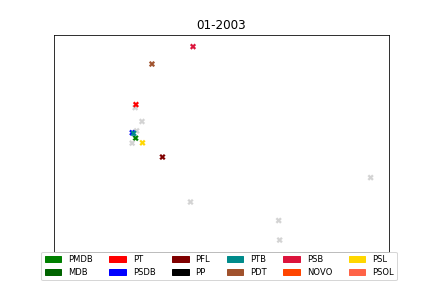 01-2003
PMDB PT PFL PTB PSB PSL
MDB PSDB PP PDT NOVO PSOL